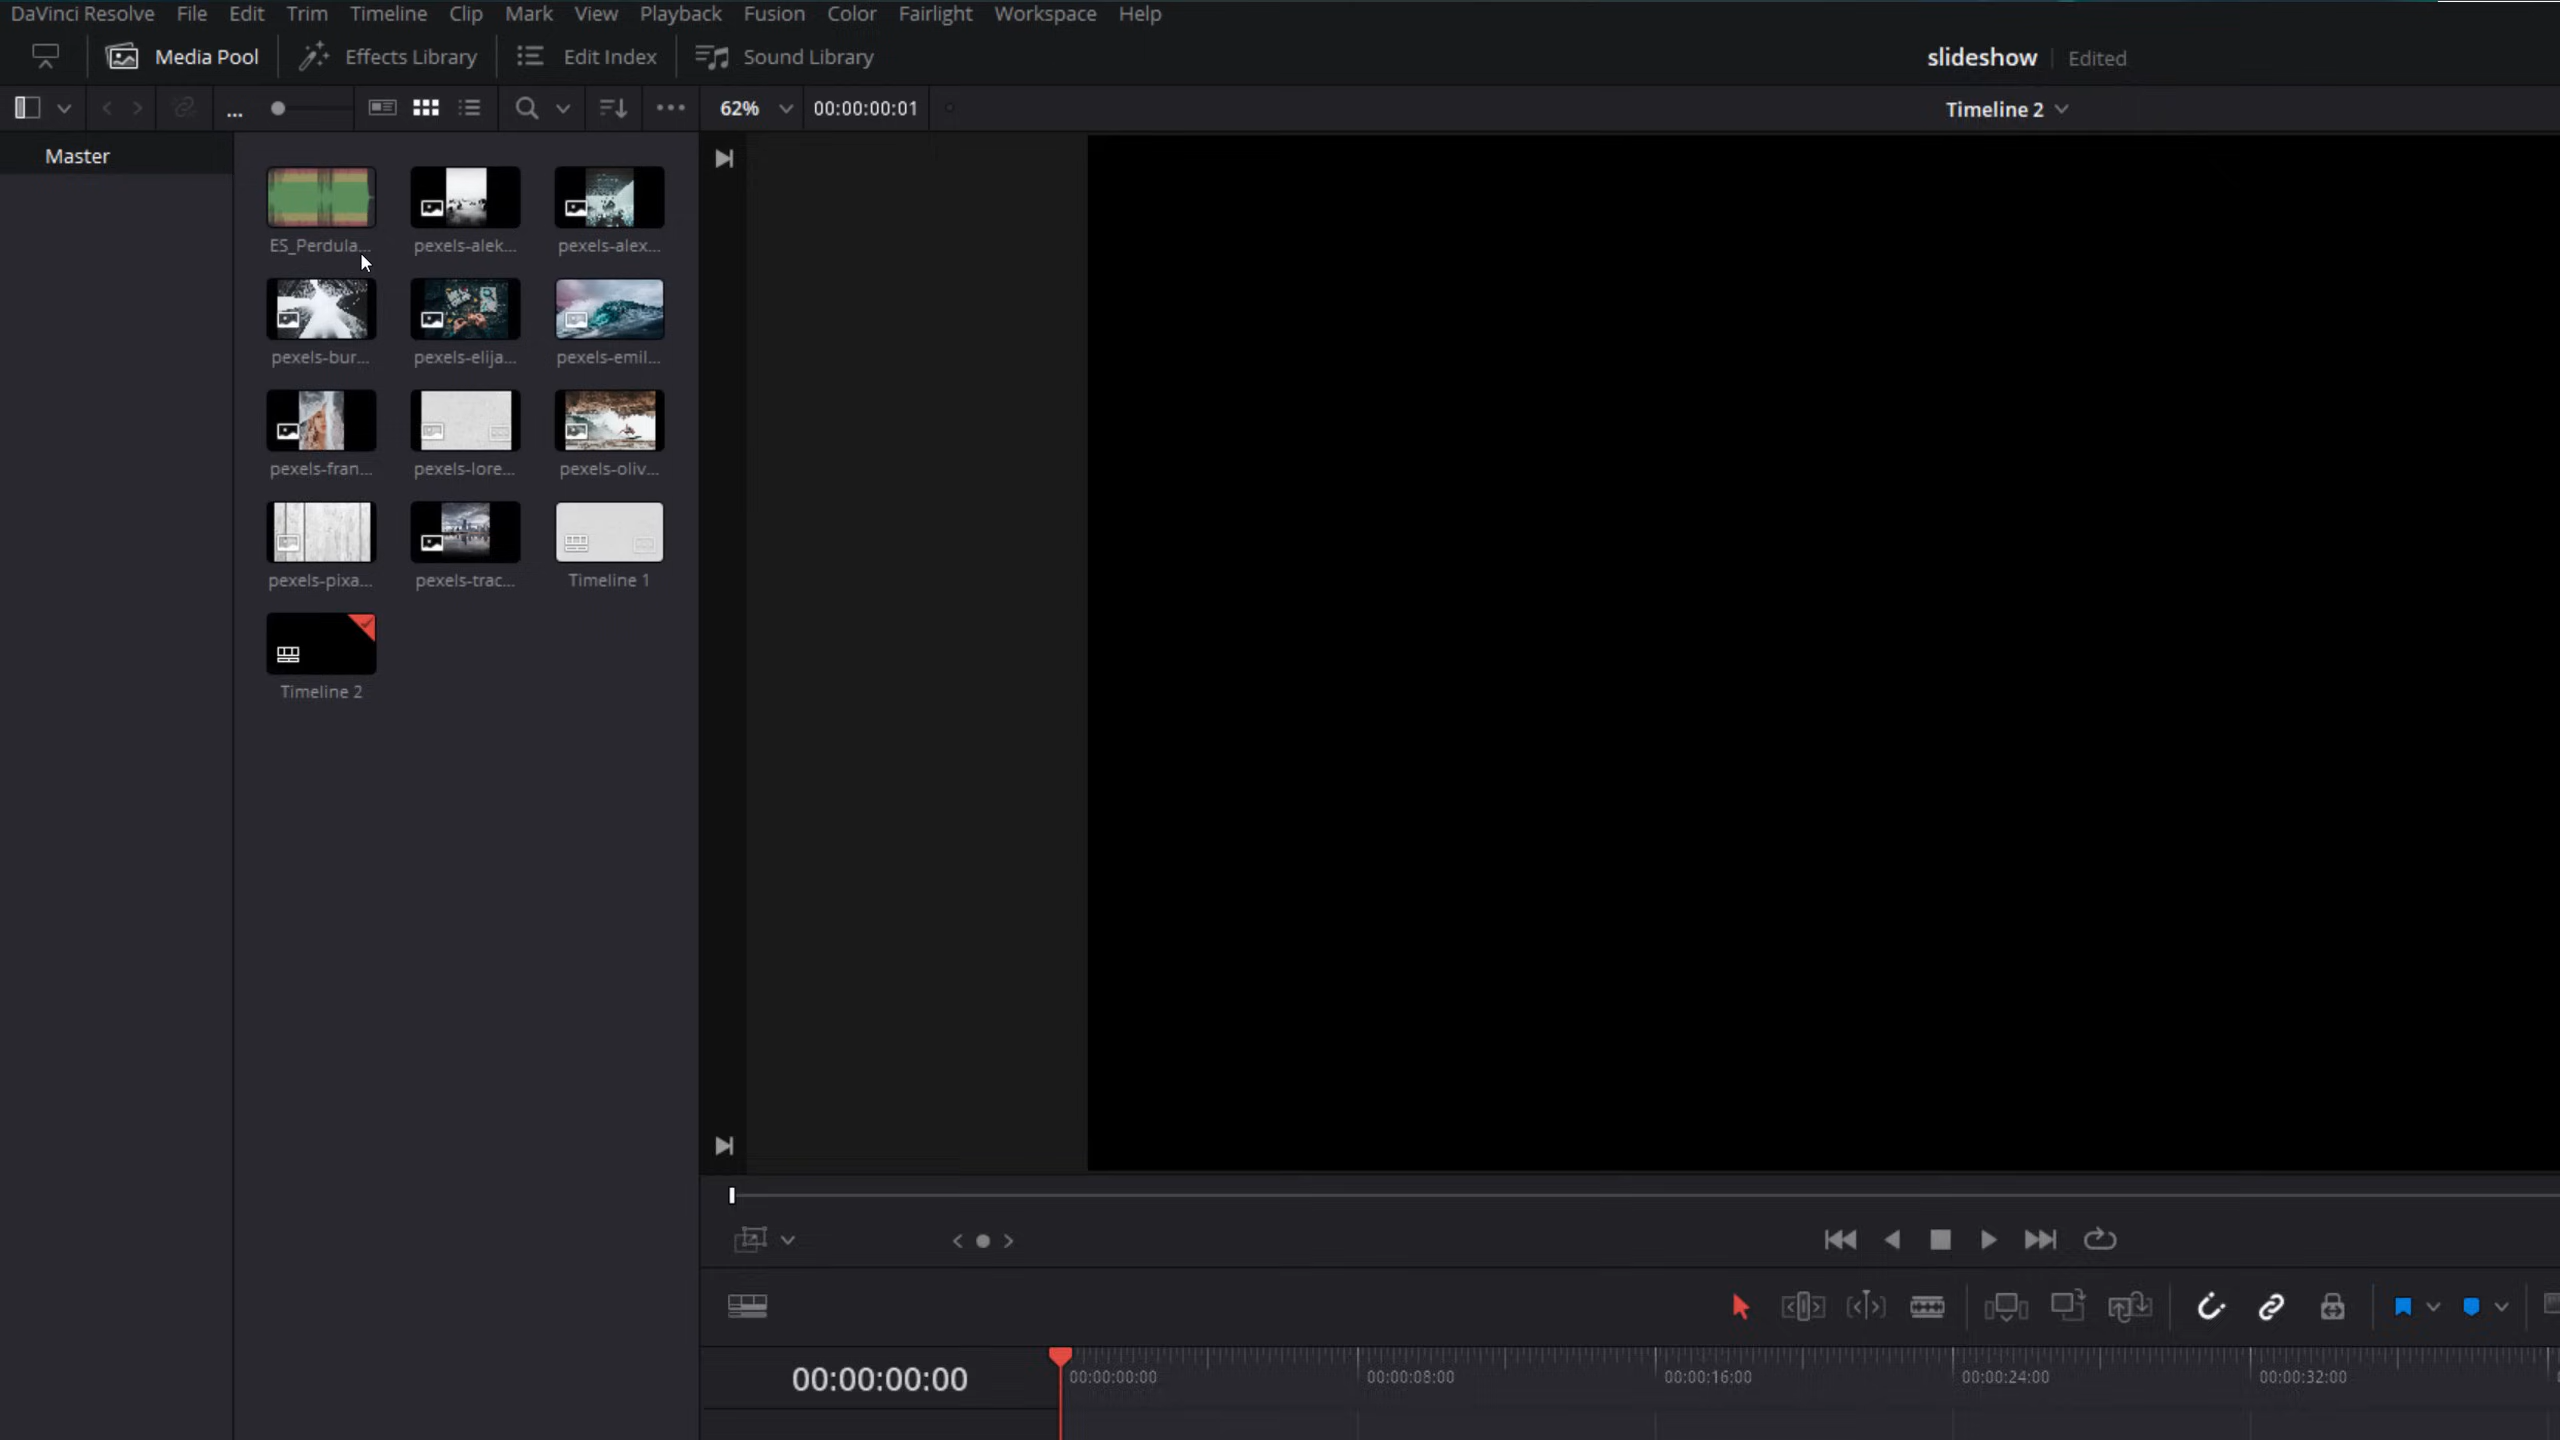 DaVinci Resolve File Edit Trim Timeline Clip Mark View Playback Fusion Color Fairlight Workspace Help
Media Pool Effects Library Edit Index Sound Library slideshow Edited
... 62% 00:00:00:01 Timeline 2
Master
ES_Perdula... pexels-alek... pexels-alex...
pexels-bur... pexels-elija... pexels-emil...
pexels-fran... pexels-lore... pexels-oliv...
pexels-pixa... pexels-trac... Timeline 1
Timeline 2
00:00:00:00 00:00:00:00 00:00:08:00 00:00:16:00 00:00:24:00 00:00:32:00